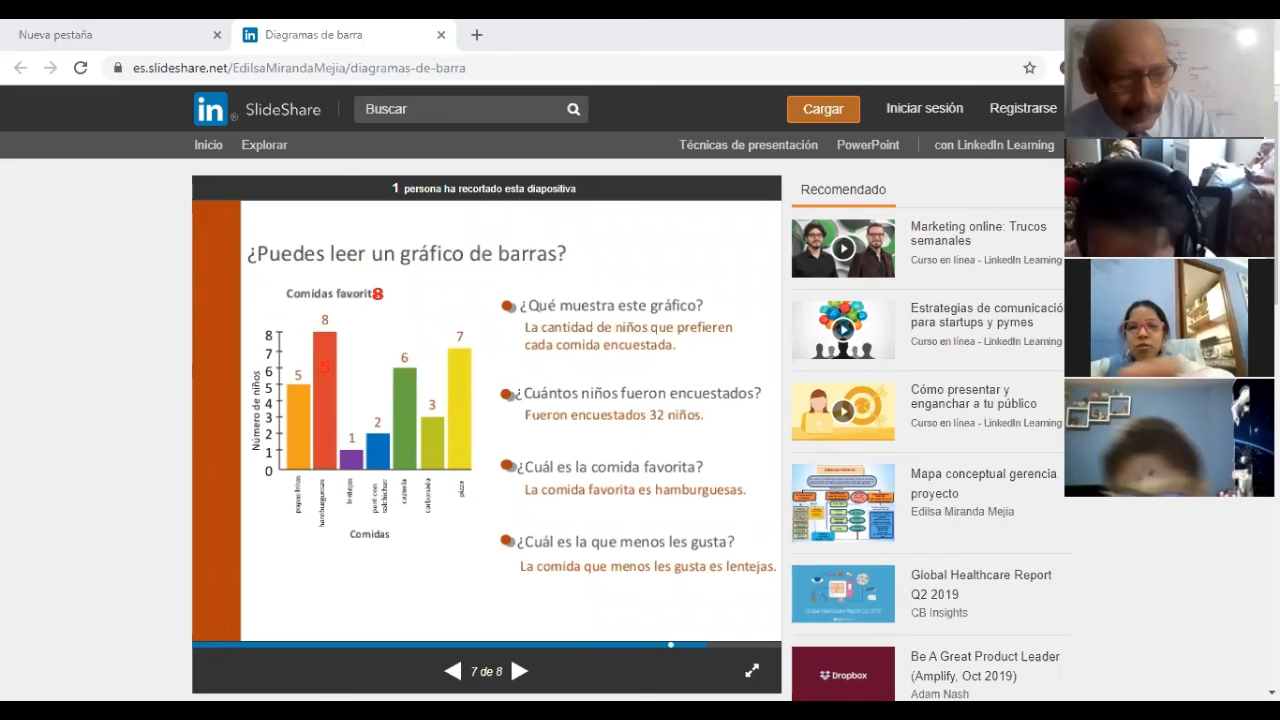 Nueva pestaña
Diagramas de barra
es.slideshare.net/EdilsaMirandaMejia/diagramas-de-barra
in SlideShare
Buscar
Cargar
Iniciar sesión
Registrarse
Inicio
Explorar
Técnicas de presentación
PowerPoint
con LinkedIn Learning
1 persona ha recortado esta diapositiva
¿Puedes leer un gráfico de barras?
Comidas favorit
8
8
7
6
5
4
3
2
1
0
Número de niños
5
8
5
1
2
6
3
7
papas fritas
hamburguesas
lentejas
puré con
salchichas
cazuela
carbonada
pizza
Comidas
¿Qué muestra este gráfico?
La cantidad de niños que prefieren
cada comida encuestada.
¿Cuántos niños fueron encuestados?
Fueron encuestados 32 niños.
¿Cuál es la comida favorita?
La comida favorita es hamburguesas.
¿Cuál es la que menos les gusta?
La comida que menos les gusta es lentejas.
7 de 8
Recomendado
Marketing online: Trucos
semanales
Curso en línea - LinkedIn Learning
Estrategias de comunicació
para startups y pymes
Curso en línea - LinkedIn Learning
Cómo presentar y
enganchar a tu público
Curso en línea - LinkedIn Learning
Mapa conceptual gerencia
proyecto
Edilsa Miranda Mejia
Global Healthcare Report
Q2 2019
CB Insights
Dropbox
Be A Great Product Leader
(Amplify, Oct 2019)
Adam Nash